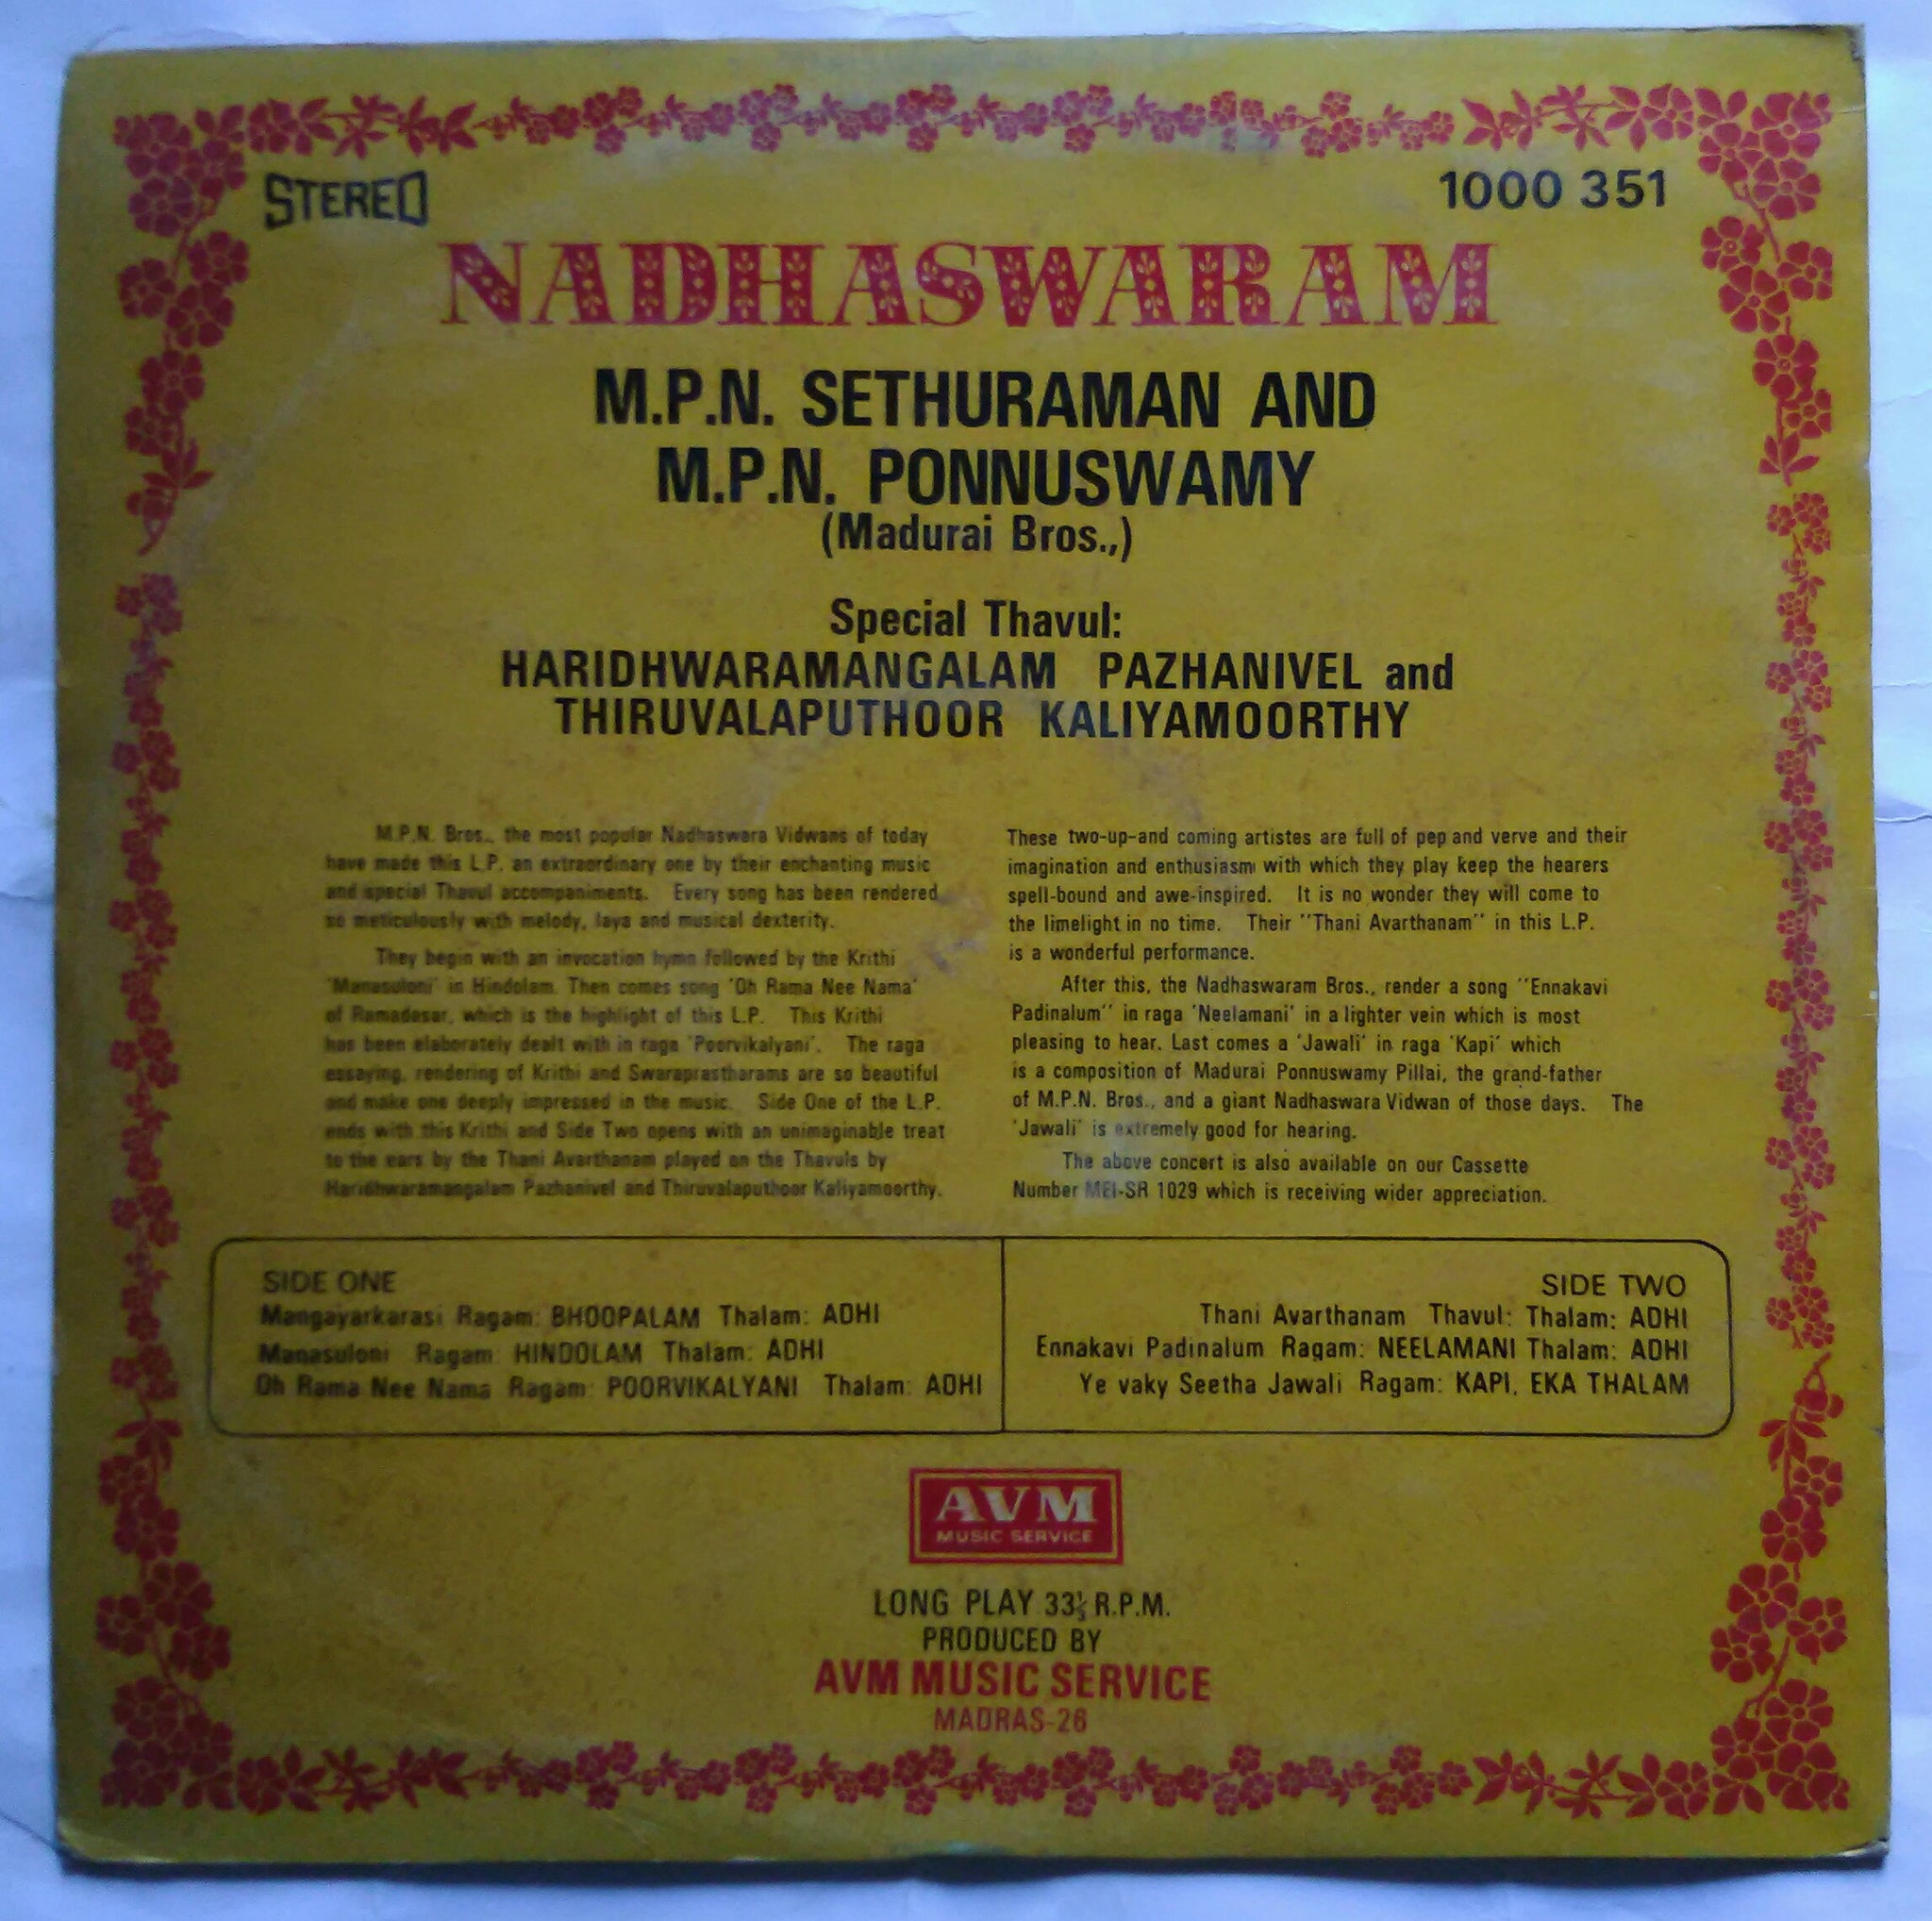 STEREO
1000 351
NADHASWARAM
M.P.N. SETHURAMAN AND
M.P.N. PONNUSWAMY
(Madurai Bros.,)
Special Thavul:
HARIDHWARAMANGALAM PAZHANIVEL and
THIRUVALAPUTHOOR KALIYAMOORTHY
M.P.N. Bros., the most popular Nadhaswara Vidwans of today
have made this L.P. an extraordinary one by their enchanting music
and special Thavul accompaniments. Every song has been rendered
so meticulously with melody, laya and musical dexterity.
They begin with an invocation hymn followed by the Krithi
'Manasuloni' in Hindolam. Then comes song 'Oh Rama Nee Nama'
of Ramadasar, which is the highlight of this L.P. This Krithi
has been elaborately dealt with in raga 'Poorvikalyani'. The raga
essaying, rendering of Krithi and Swaraprastharams are so beautiful
and make one deeply impressed in the music. Side One of the L.P.
ends with this Krithi and Side Two opens with an unimaginable treat
to the ears by the Thani Avarthanam played on the Thavuls by
Haridhwaramangalam Pazhanivel and Thiruvalaputhoor Kaliyamoorthy.
These two-up-and coming artistes are full of pep and verve and their
imagination and enthusiasm with which they play keep the hearers
spell-bound and awe-inspired. It is no wonder they will come to
the limelight in no time. Their "Thani Avarthanam" in this L.P.
is a wonderful performance.
After this, the Nadhaswaram Bros., render a song "Ennakavi
Padinalum" in raga 'Neelamani' in a lighter vein which is most
pleasing to hear. Last comes a 'Jawali' in raga 'Kapi' which
is a composition of Madurai Ponnuswamy Pillai, the grand-father
of M.P.N. Bros., and a giant Nadhaswara Vidwan of those days. The
'Jawali' is extremely good for hearing.
The above concert is also available on our Cassette
Number MEI-SR 1029 which is receiving wider appreciation.
SIDE ONE
Mangayarkarasi Ragam: BHOOPALAM Thalam: ADHI
Manasuloni Ragam: HINDOLAM Thalam: ADHI
Oh Rama Nee Nama Ragam: POORVIKALYANI Thalam: ADHI
SIDE TWO
Thani Avarthanam Thavul: Thalam: ADHI
Ennakavi Padinalum Ragam: NEELAMANI Thalam: ADHI
Ye vaky Seetha Jawali Ragam: KAPI, EKA THALAM
AVM
MUSIC SERVICE
LONG PLAY 33⅓ R.P.M.
PRODUCED BY
AVM MUSIC SERVICE
MADRAS-26